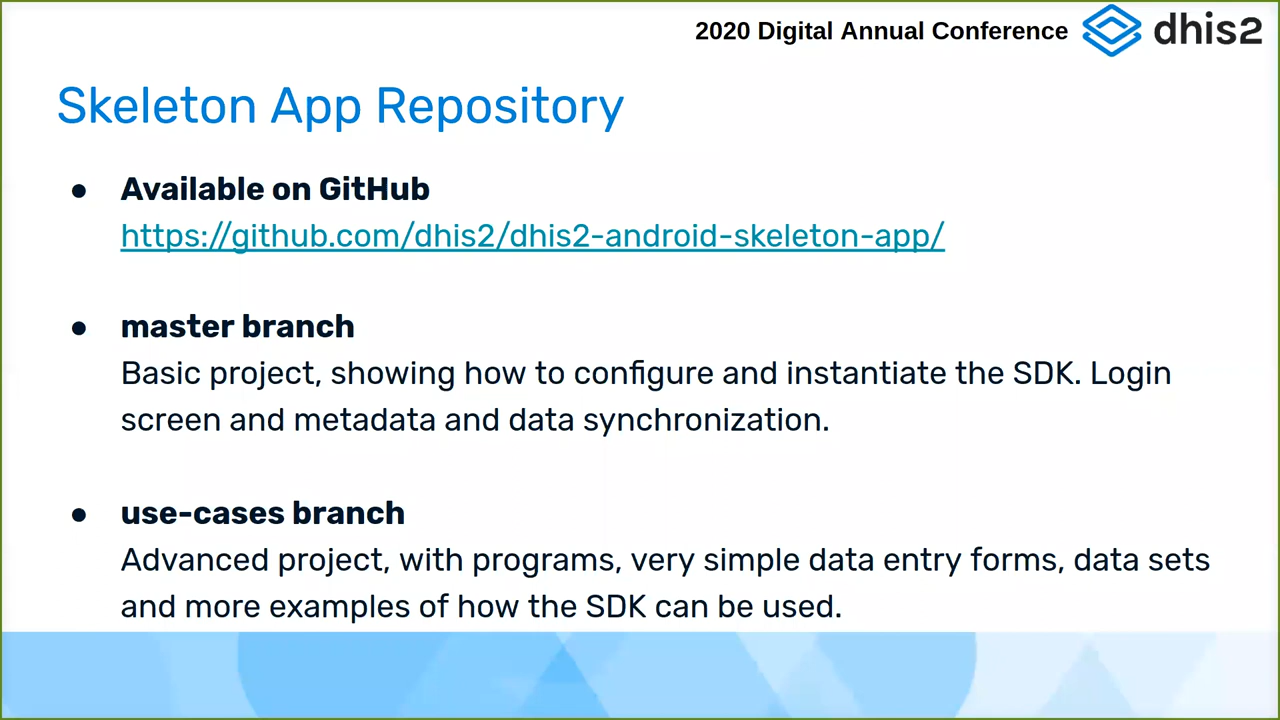 2020 Digital Annual Conference dhis2
Skeleton App Repository
● Available on GitHub
https://github.com/dhis2/dhis2-android-skeleton-app/
● master branch
Basic project, showing how to configure and instantiate the SDK. Login
screen and metadata and data synchronization.
● use-cases branch
Advanced project, with programs, very simple data entry forms, data sets
and more examples of how the SDK can be used.